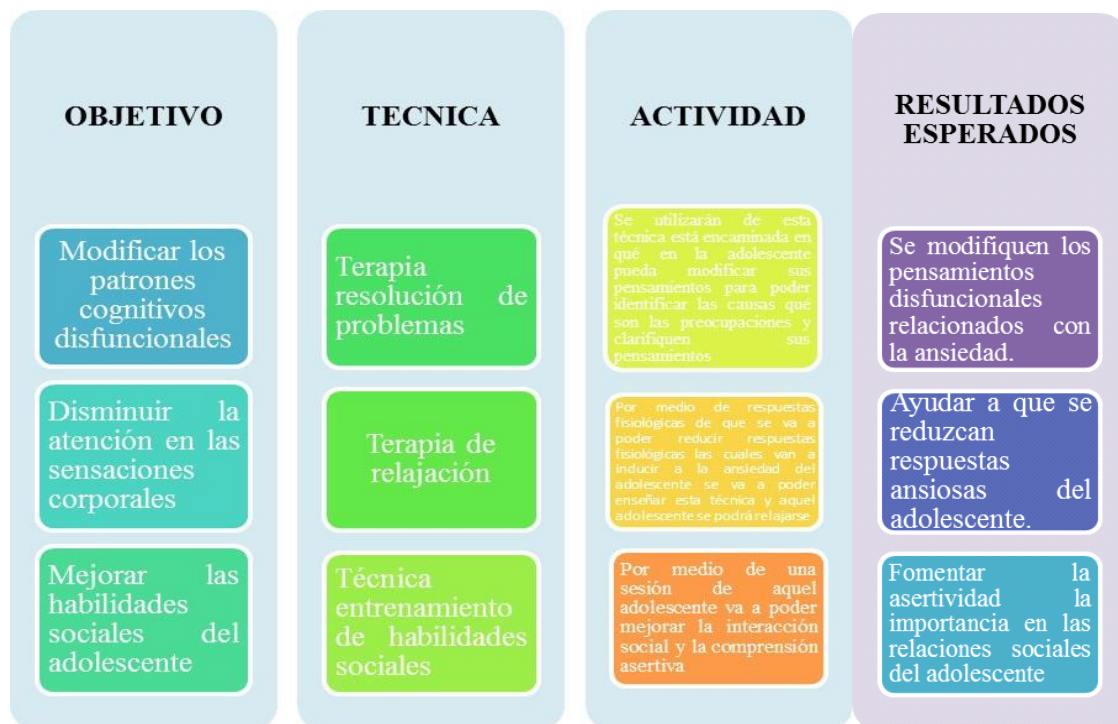 OBJETIVO
Modificar los
patrones
cognitivos
disfuncionales
Disminuir la
atención en las
sensaciones
corporales
Mejorar las
habilidades
sociales del
adolescente
TECNICA
Terapia
resolución de
problemas
Terapia de
relajación
Técnica
entrenamiento
de habilidades
sociales
ACTIVIDAD
Se utilizarán de esta
técnica está encaminada en
qué en la adolescente
pueda modificar sus
pensamientos para poder
identificar las causas qué
son las preocupaciones y
clarifiquen sus
pensamientos
Por medio de respuestas
fisiológicas de que se va a
poder reducir respuestas
fisiológicas las cuales van a
inducir a la ansiedad del
adolescente se va a poder
enseñar esta técnica y aquel
adolescente se podrá relajarse
Por medio de una
sesión de aquel
adolescente va a poder
mejorar la interacción
social y la comprensión
asertiva
RESULTADOS
ESPERADOS
Se modifiquen los
pensamientos
disfuncionales
relacionados con
la ansiedad.
Ayudar a que se
reduzcan
respuestas
ansiosas del
adolescente.
Fomentar la
asertividad la
importancia en las
relaciones sociales
del adolescente